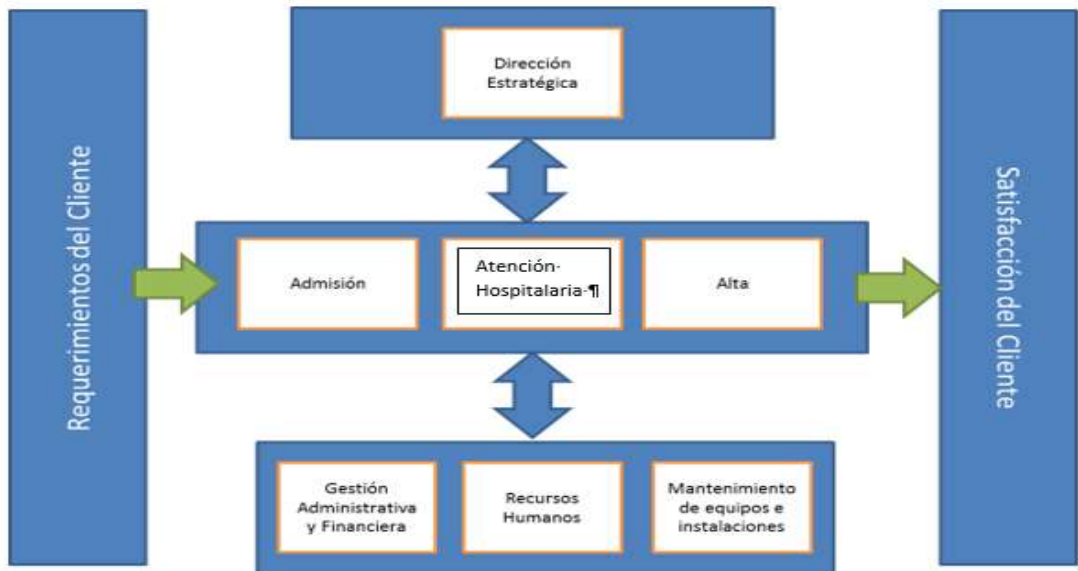 Requerimientos del Cliente
Dirección
Estratégica
Admisión
Atención·
Hospitalaria·¶
Alta
Gestión
Administrativa
y Financiera
Recursos
Humanos
Mantenimiento
de equipos e
instalaciones
Satisfacción del Cliente